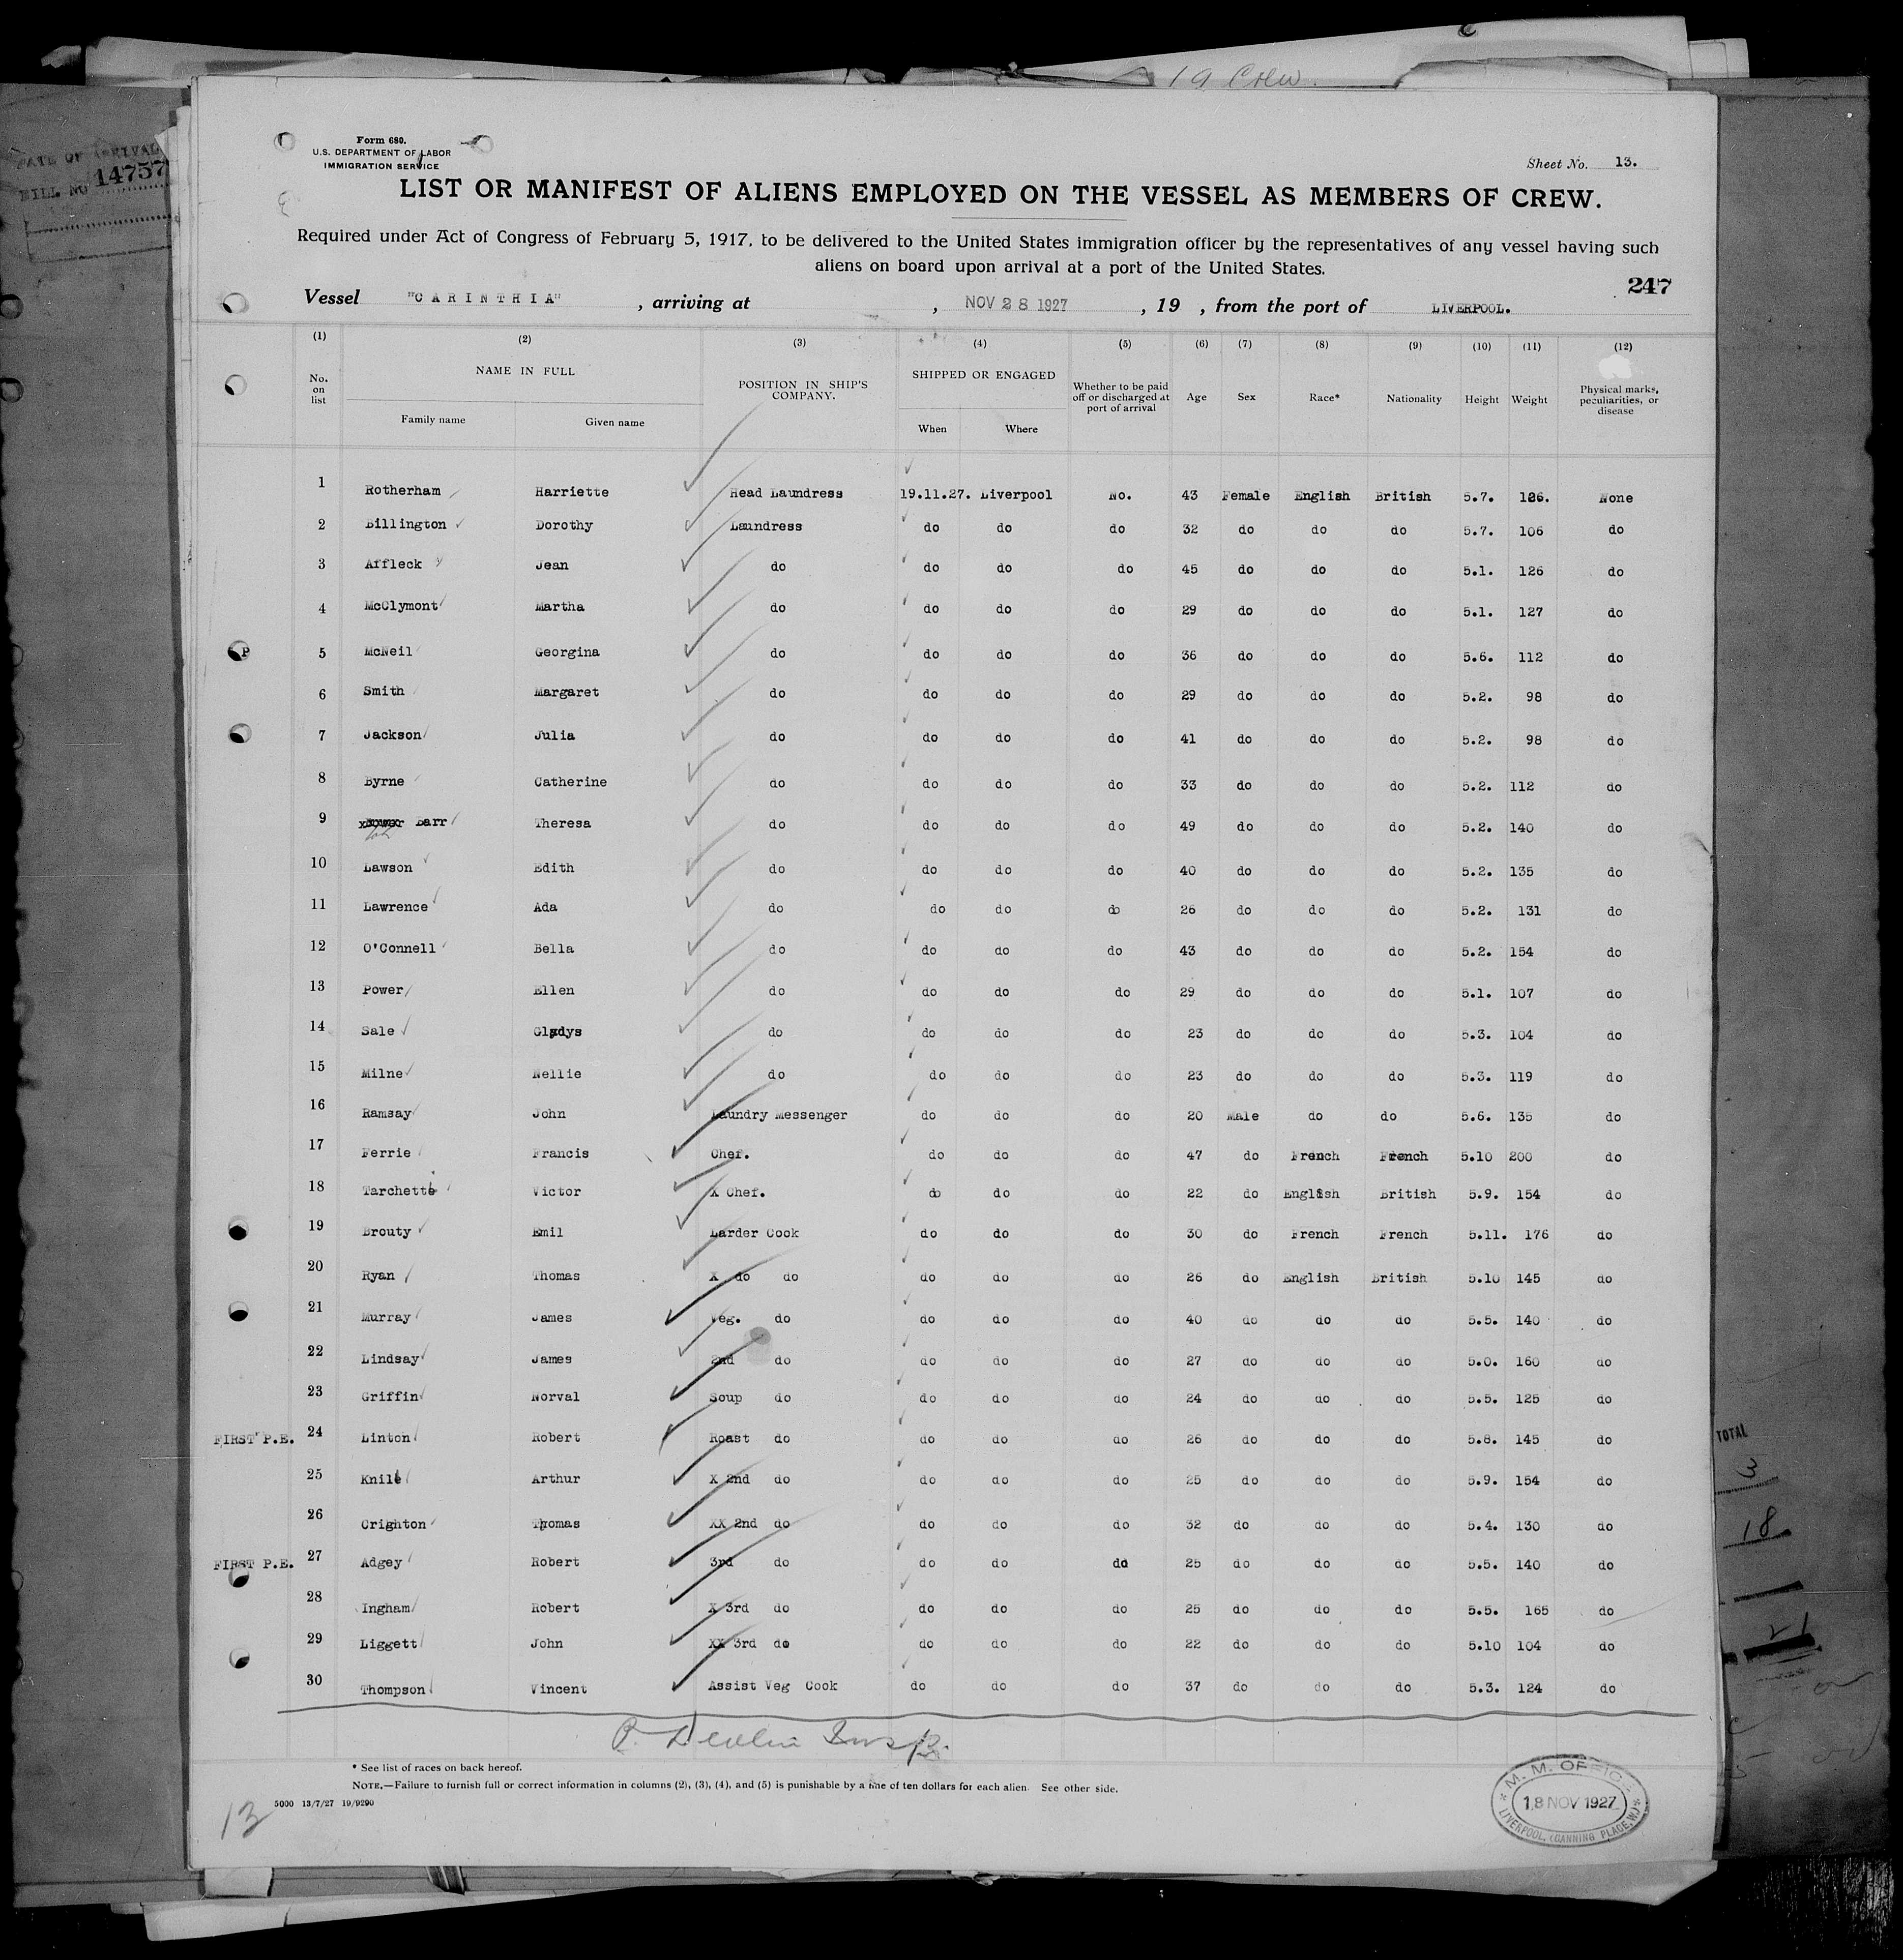 19 Crew.
DATE OF ARRIVAL
BILL NO 14757
Form 680.
U.S. DEPARTMENT OF LABOR
IMMIGRATION SERVICE
Sheet No. 13.
LIST OR MANIFEST OF ALIENS EMPLOYED ON THE VESSEL AS MEMBERS OF CREW.
Required under Act of Congress of February 5, 1917, to be delivered to the United States immigration officer by the representatives of any vessel having such
aliens on board upon arrival at a port of the United States.
247
Vessel "CARINTHIA", arriving at , NOV 28 1927, 19 , from the port of LIVERPOOL.
(1) (2) (3) (4) (5) (6) (7) (8) (9) (10) (11) (12)
No. on list NAME IN FULL Family name Given name POSITION IN SHIP'S COMPANY. SHIPPED OR ENGAGED When Where Whether to be paid off or discharged at port of arrival Age Sex Race* Nationality Height Weight Physical marks, peculiarities, or disease
1 Rotherham Harriette Head Laundress 19.11.27. Liverpool No. 43 Female English British 5.7. 126. None
2 Billington Dorothy Laundress do do do 32 do do do 5.7. 106 do
3 Affleck Jean do do do do 45 do do do 5.1. 126 do
4 McClymont Martha do do do do 29 do do do 5.1. 127 do
P 5 McNeil Georgina do do do do 36 do do do 5.6. 112 do
6 Smith Margaret do do do do 29 do do do 5.2. 98 do
7 Jackson Julia do do do do 41 do do do 5.2. 98 do
8 Byrne Catherine do do do do 33 do do do 5.2. 112 do
9 Barr Theresa do do do do 49 do do do 5.2. 140 do
10 Lawson Edith do do do do 40 do do do 5.2. 135 do
11 Lawrence Ada do do do do 26 do do do 5.2. 131 do
12 O'Connell Bella do do do do 43 do do do 5.2. 154 do
13 Power Ellen do do do do 29 do do do 5.1. 107 do
14 Sale Gladys do do do do 23 do do do 5.3. 104 do
15 Milne Nellie do do do do 23 do do do 5.3. 119 do
16 Ramsay John Laundry Messenger do do do 20 Male do do 5.6. 135 do
17 Ferrie Francis Chef. do do do 47 do French French 5.10 200 do
18 Tarchetti Victor X Chef. do do do 22 do English British 5.9. 154 do
19 Brouty Emil Larder Cook do do do 30 do French French 5.11. 176 do
20 Ryan Thomas X do do do do do 26 do English British 5.10 145 do
21 Murray James Veg. do do do do 40 do do do 5.5. 140 do
22 Lindsay James 2nd do do do do 27 do do do 5.0. 160 do
23 Griffin Norval Soup do do do do 24 do do do 5.5. 125 do
FIRST P.E. 24 Linton Robert Roast do do do do 26 do do do 5.8. 145 do
25 Knile Arthur X 2nd do do do do 25 do do do 5.9. 154 do
26 Crighton Thomas XX 2nd do do do do 32 do do do 5.4. 130 do
FIRST P.E. 27 Adgey Robert 3rd do do do do 25 do do do 5.5. 140 do
28 Ingham Robert X 3rd do do do do 25 do do do 5.5. 165 do
29 Liggett John XX 3rd do do do do 22 do do do 5.10 104 do
30 Thompson Vincent Assist Veg Cook do do do 37 do do do 5.3. 124 do
TOTAL
3
18
21
P. Devlin Insp.
* See list of races on back hereof.
NOTE.—Failure to furnish full or correct information in columns (2), (3), (4), and (5) is punishable by a fine of ten dollars for each alien. See other side.
5000 13/7/27 19/9290
13
M. M. OFFICE
18 NOV 1927
LIVERPOOL, (CANNING PLACE, W.)